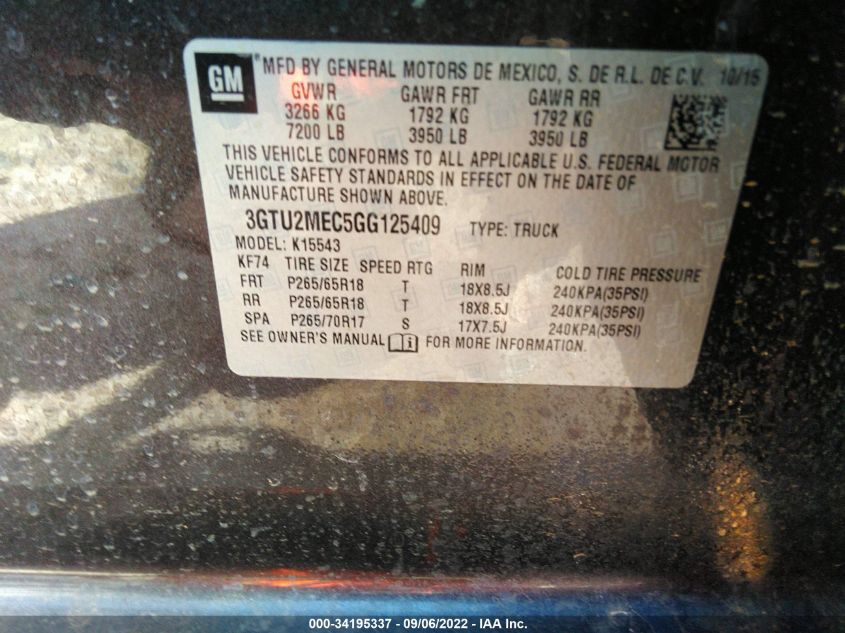 GM MFD BY GENERAL MOTORS DE MEXICO, S. DE R.L. DE C.V. 10/15
GVWR GAWR FRT GAWR RR
3266 KG 1792 KG 1792 KG
7200 LB 3950 LB 3950 LB
THIS VEHICLE CONFORMS TO ALL APPLICABLE U.S. FEDERAL MOTOR
VEHICLE SAFETY STANDARDS IN EFFECT ON THE DATE OF
MANUFACTURE SHOWN ABOVE.
3GTU2MEC5GG125409 TYPE: TRUCK
MODEL: K15543
KF74 TIRE SIZE SPEED RTG RIM COLD TIRE PRESSURE
FRT P265/65R18 T 18X8.5J 240KPA(35PSI)
RR P265/65R18 T 18X8.5J 240KPA(35PSI)
SPA P265/70R17 S 17X7.5J 240KPA(35PSI)
SEE OWNER'S MANUAL i FOR MORE INFORMATION.
000-34195337 - 09/06/2022 - IAA Inc.